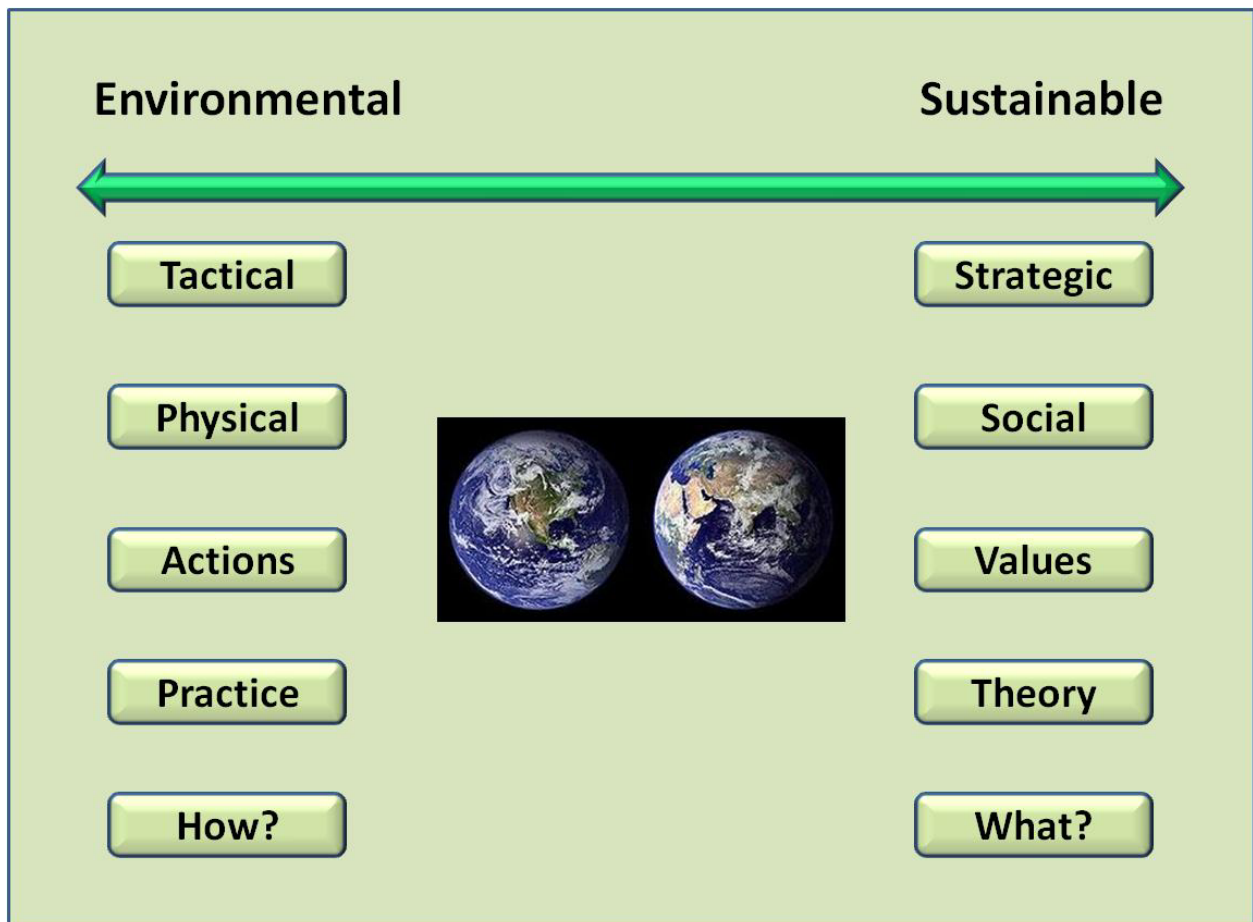 Environmental Sustainable
Tactical Strategic
Physical Social
Actions Values
Practice Theory
How? What?